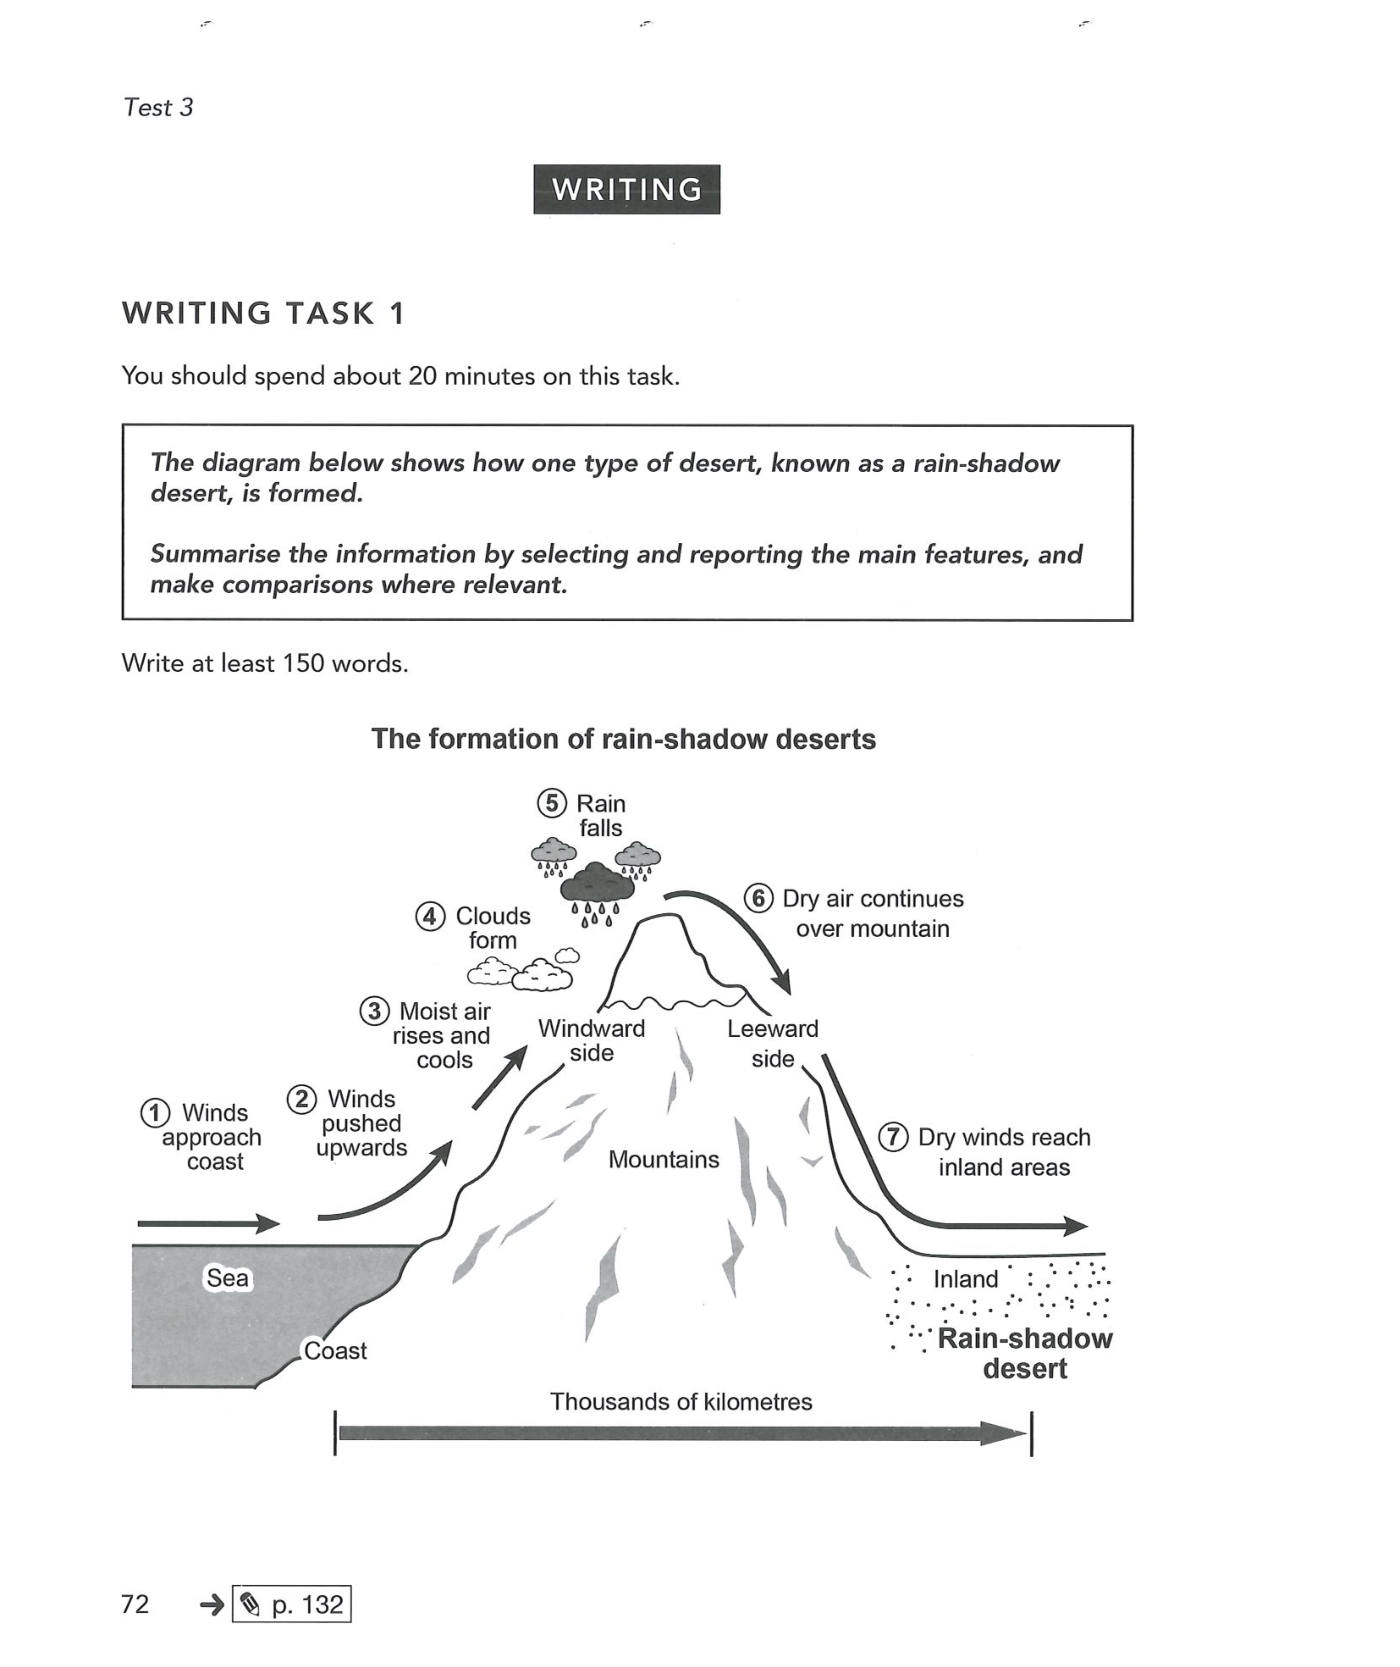 Test 3
WRITING
WRITING TASK 1
You should spend about 20 minutes on this task.
The diagram below shows how one type of desert, known as a rain-shadow
desert, is formed.
Summarise the information by selecting and reporting the main features, and
make comparisons where relevant.
Write at least 150 words.
The formation of rain-shadow deserts
5 Rain
falls
6 Dry air continues
over mountain
4 Clouds
form
3 Moist air
rises and
cools
Windward
side
Leeward
side
2 Winds
pushed
upwards
1 Winds
approach
coast
Mountains
7 Dry winds reach
inland areas
Sea
Inland
Coast
Rain-shadow
desert
Thousands of kilometres
72
p. 132